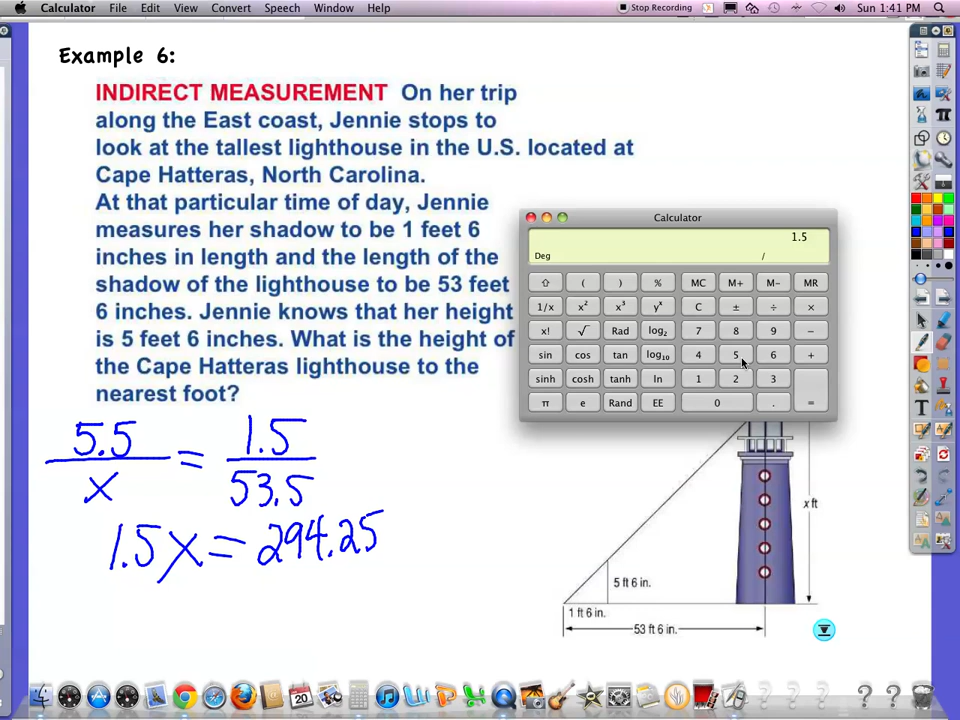 Calculator Edit View Convert Speech Window Help
Stop Recording
Sun 1:41 PM
Example 6:
INDIRECT MEASUREMENT On her trip
along the East coast, Jennie stops to
look at the tallest lighthouse in the U.S. located at
Cape Hatteras, North Carolina.
At that particular time of day, Jennie
measures her shadow to be 1 feet 6
inches in length and the length of the
shadow of the lighthouse to be 53 feet
6 inches. Jennie knows that her height
is 5 feet 6 inches. What is the height of
the Cape Hatteras lighthouse to the
nearest foot?
Calculator
1.5
Deg /
⇧ ( ) % MC M+ M– MR
1/x x² x³ yˣ C ± ÷ ×
x! √ Rad log₂ 7 8 9 –
sin cos tan log₁₀ 4 5 6 +
sinh cosh tanh ln 1 2 3
π e Rand EE 0 . =
5.5/x = 1.5/53.5
1.5x = 294.25
x ft
5 ft 6 in.
1 ft 6 in.
53 ft 6 in.
20